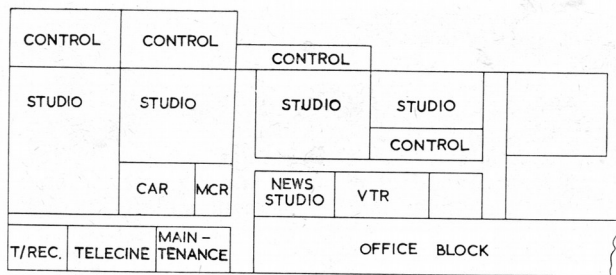 CONTROL
CONTROL
CONTROL
STUDIO
STUDIO
STUDIO
STUDIO
CONTROL
CAR
MCR
NEWS
STUDIO
VTR
T/REC.
TELECINE
MAIN-
TENANCE
OFFICE BLOCK